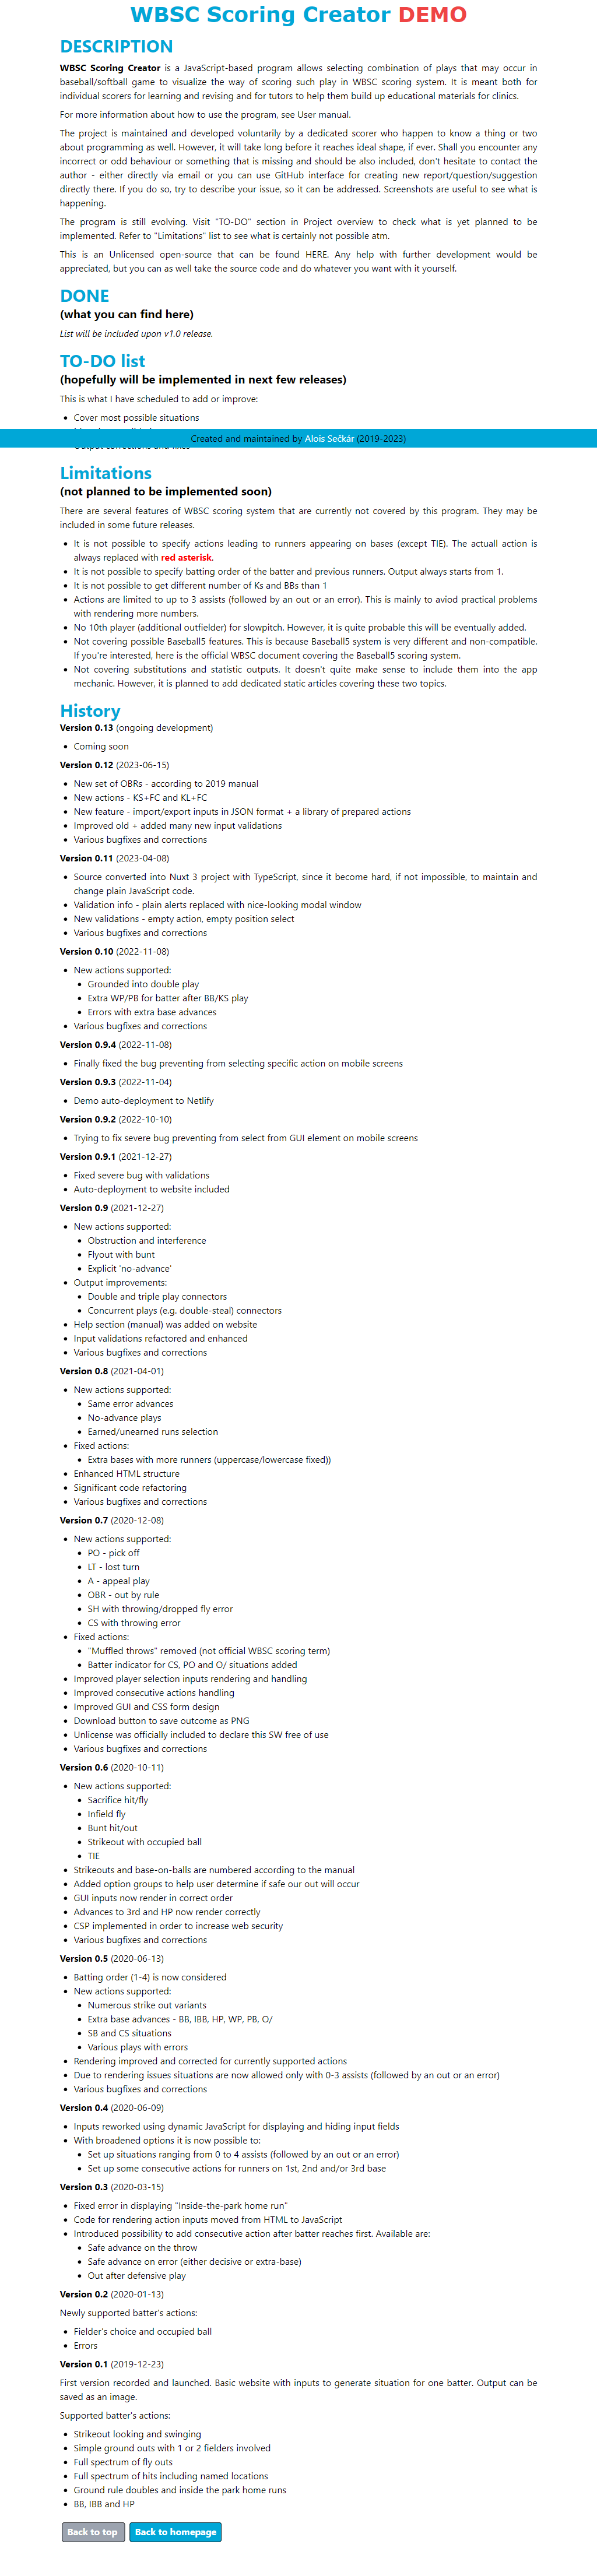 WBSC Scoring Creator DEMO
DESCRIPTION
WBSC Scoring Creator is a JavaScript-based program allows selecting combination of plays that may occur in
baseball/softball game to visualize the way of scoring such play in WBSC scoring system. It is meant both for
individual scorers for learning and revising and for tutors to help them build up educational materials for clinics.
For more information about how to use the program, see User manual.
The project is maintained and developed voluntarily by a dedicated scorer who happen to know a thing or two
about programming as well. However, it will take long before it reaches ideal shape, if ever. Shall you encounter any
incorrect or odd behaviour or something that is missing and should be also included, don't hesitate to contact the
author - either directly via email or you can use GitHub interface for creating new report/question/suggestion
directly there. If you do so, try to describe your issue, so it can be addressed. Screenshots are useful to see what is
happening.
The program is still evolving. Visit "TO-DO" section in Project overview to check what is yet planned to be
implemented. Refer to "Limitations" list to see what is certainly not possible atm.
This is an Unlicensed open-source that can be found HERE. Any help with further development would be
appreciated, but you can as well take the source code and do whatever you want with it yourself.
DONE
(what you can find here)
List will be included upon v1.0 release.
TO-DO list
(hopefully will be implemented in next few releases)
This is what I have scheduled to add or improve:
• Cover most possible situations
Created and maintained by Alois Sečkár (2019-2023)
Limitations
(not planned to be implemented soon)
There are several features of WBSC scoring system that are currently not covered by this program. They may be
included in some future releases.
• It is not possible to specify actions leading to runners appearing on bases (except TIE). The actuall action is
always replaced with red asterisk.
• It is not possible to specify batting order of the batter and previous runners. Output always starts from 1.
• It is not possible to get different number of Ks and BBs than 1
• Actions are limited to up to 3 assists (followed by an out or an error). This is mainly to aviod practical problems
with rendering more numbers.
• No 10th player (additional outfielder) for slowpitch. However, it is quite probable this will be eventually added.
• Not covering possible Baseball5 features. This is because Baseball5 system is very different and non-compatible.
If you're interested, here is the official WBSC document covering the Baseball5 scoring system.
• Not covering substitutions and statistic outputs. It doesn't quite make sense to include them into the app
mechanic. However, it is planned to add dedicated static articles covering these two topics.
History
Version 0.13 (ongoing development)
• Coming soon
Version 0.12 (2023-06-15)
• New set of OBRs - according to 2019 manual
• New actions - KS+FC and KL+FC
• New feature - import/export inputs in JSON format + a library of prepared actions
• Improved old + added many new input validations
• Various bugfixes and corrections
Version 0.11 (2023-04-08)
• Source converted into Nuxt 3 project with TypeScript, since it become hard, if not impossible, to maintain and
change plain JavaScript code.
• Validation info - plain alerts replaced with nice-looking modal window
• New validations - empty action, empty position select
• Various bugfixes and corrections
Version 0.10 (2022-11-08)
• New actions supported:
• Grounded into double play
• Extra WP/PB for batter after BB/KS play
• Errors with extra base advances
• Various bugfixes and corrections
Version 0.9.4 (2022-11-08)
• Finally fixed the bug preventing from selecting specific action on mobile screens
Version 0.9.3 (2022-11-04)
• Demo auto-deployment to Netlify
Version 0.9.2 (2022-10-10)
• Trying to fix severe bug preventing from select from GUI element on mobile screens
Version 0.9.1 (2021-12-27)
• Fixed severe bug with validations
• Auto-deployment to website included
Version 0.9 (2021-12-27)
• New actions supported:
• Obstruction and interference
• Flyout with bunt
• Explicit 'no-advance'
• Output improvements:
• Double and triple play connectors
• Concurrent plays (e.g. double-steal) connectors
• Help section (manual) was added on website
• Input validations refactored and enhanced
• Various bugfixes and corrections
Version 0.8 (2021-04-01)
• New actions supported:
• Same error advances
• No-advance plays
• Earned/unearned runs selection
• Fixed actions:
• Extra bases with more runners (uppercase/lowercase fixed))
• Enhanced HTML structure
• Significant code refactoring
• Various bugfixes and corrections
Version 0.7 (2020-12-08)
• New actions supported:
• PO - pick off
• LT - lost turn
• A - appeal play
• OBR - out by rule
• SH with throwing/dropped fly error
• CS with throwing error
• Fixed actions:
• "Muffled throws" removed (not official WBSC scoring term)
• Batter indicator for CS, PO and O/ situations added
• Improved player selection inputs rendering and handling
• Improved consecutive actions handling
• Improved GUI and CSS form design
• Download button to save outcome as PNG
• Unlicense was officially included to declare this SW free of use
• Various bugfixes and corrections
Version 0.6 (2020-10-11)
• New actions supported:
• Sacrifice hit/fly
• Infield fly
• Bunt hit/out
• Strikeout with occupied ball
• TIE
• Strikeouts and base-on-balls are numbered according to the manual
• Added option groups to help user determine if safe our out will occur
• GUI inputs now render in correct order
• Advances to 3rd and HP now render correctly
• CSP implemented in order to increase web security
• Various bugfixes and corrections
Version 0.5 (2020-06-13)
• Batting order (1-4) is now considered
• New actions supported:
• Numerous strike out variants
• Extra base advances - BB, IBB, HP, WP, PB, O/
• SB and CS situations
• Various plays with errors
• Rendering improved and corrected for currently supported actions
• Due to rendering issues situations are now allowed only with 0-3 assists (followed by an out or an error)
• Various bugfixes and corrections
Version 0.4 (2020-06-09)
• Inputs reworked using dynamic JavaScript for displaying and hiding input fields
• With broadened options it is now possible to:
• Set up situations ranging from 0 to 4 assists (followed by an out or an error)
• Set up some consecutive actions for runners on 1st, 2nd and/or 3rd base
Version 0.3 (2020-03-15)
• Fixed error in displaying "Inside-the-park home run"
• Code for rendering action inputs moved from HTML to JavaScript
• Introduced possibility to add consecutive action after batter reaches first. Available are:
• Safe advance on the throw
• Safe advance on error (either decisive or extra-base)
• Out after defensive play
Version 0.2 (2020-01-13)
Newly supported batter's actions:
• Fielder's choice and occupied ball
• Errors
Version 0.1 (2019-12-23)
First version recorded and launched. Basic website with inputs to generate situation for one batter. Output can be
saved as an image.
Supported batter's actions:
• Strikeout looking and swinging
• Simple ground outs with 1 or 2 fielders involved
• Full spectrum of fly outs
• Full spectrum of hits including named locations
• Ground rule doubles and inside the park home runs
• BB, IBB and HP
Back to top Back to homepage